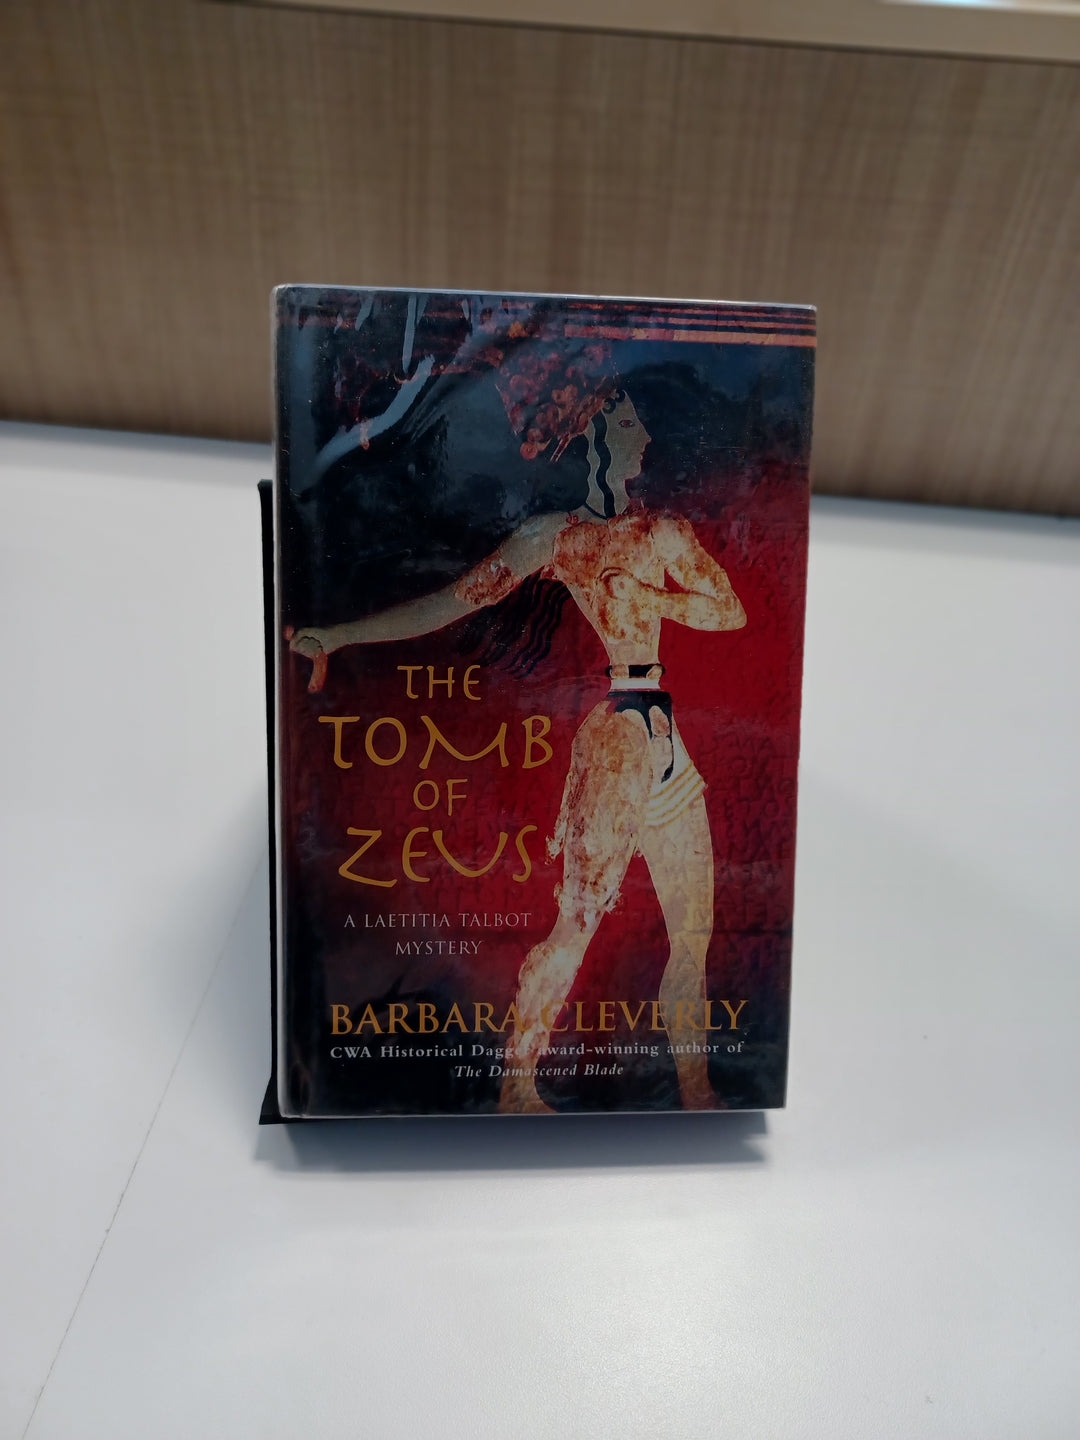 THE
TOMB
OF
ZEUS
A LAETITIA TALBOT
MYSTERY
BARBARA CLEVERLY
CWA Historical Dagger award-winning author of
The Damascened Blade